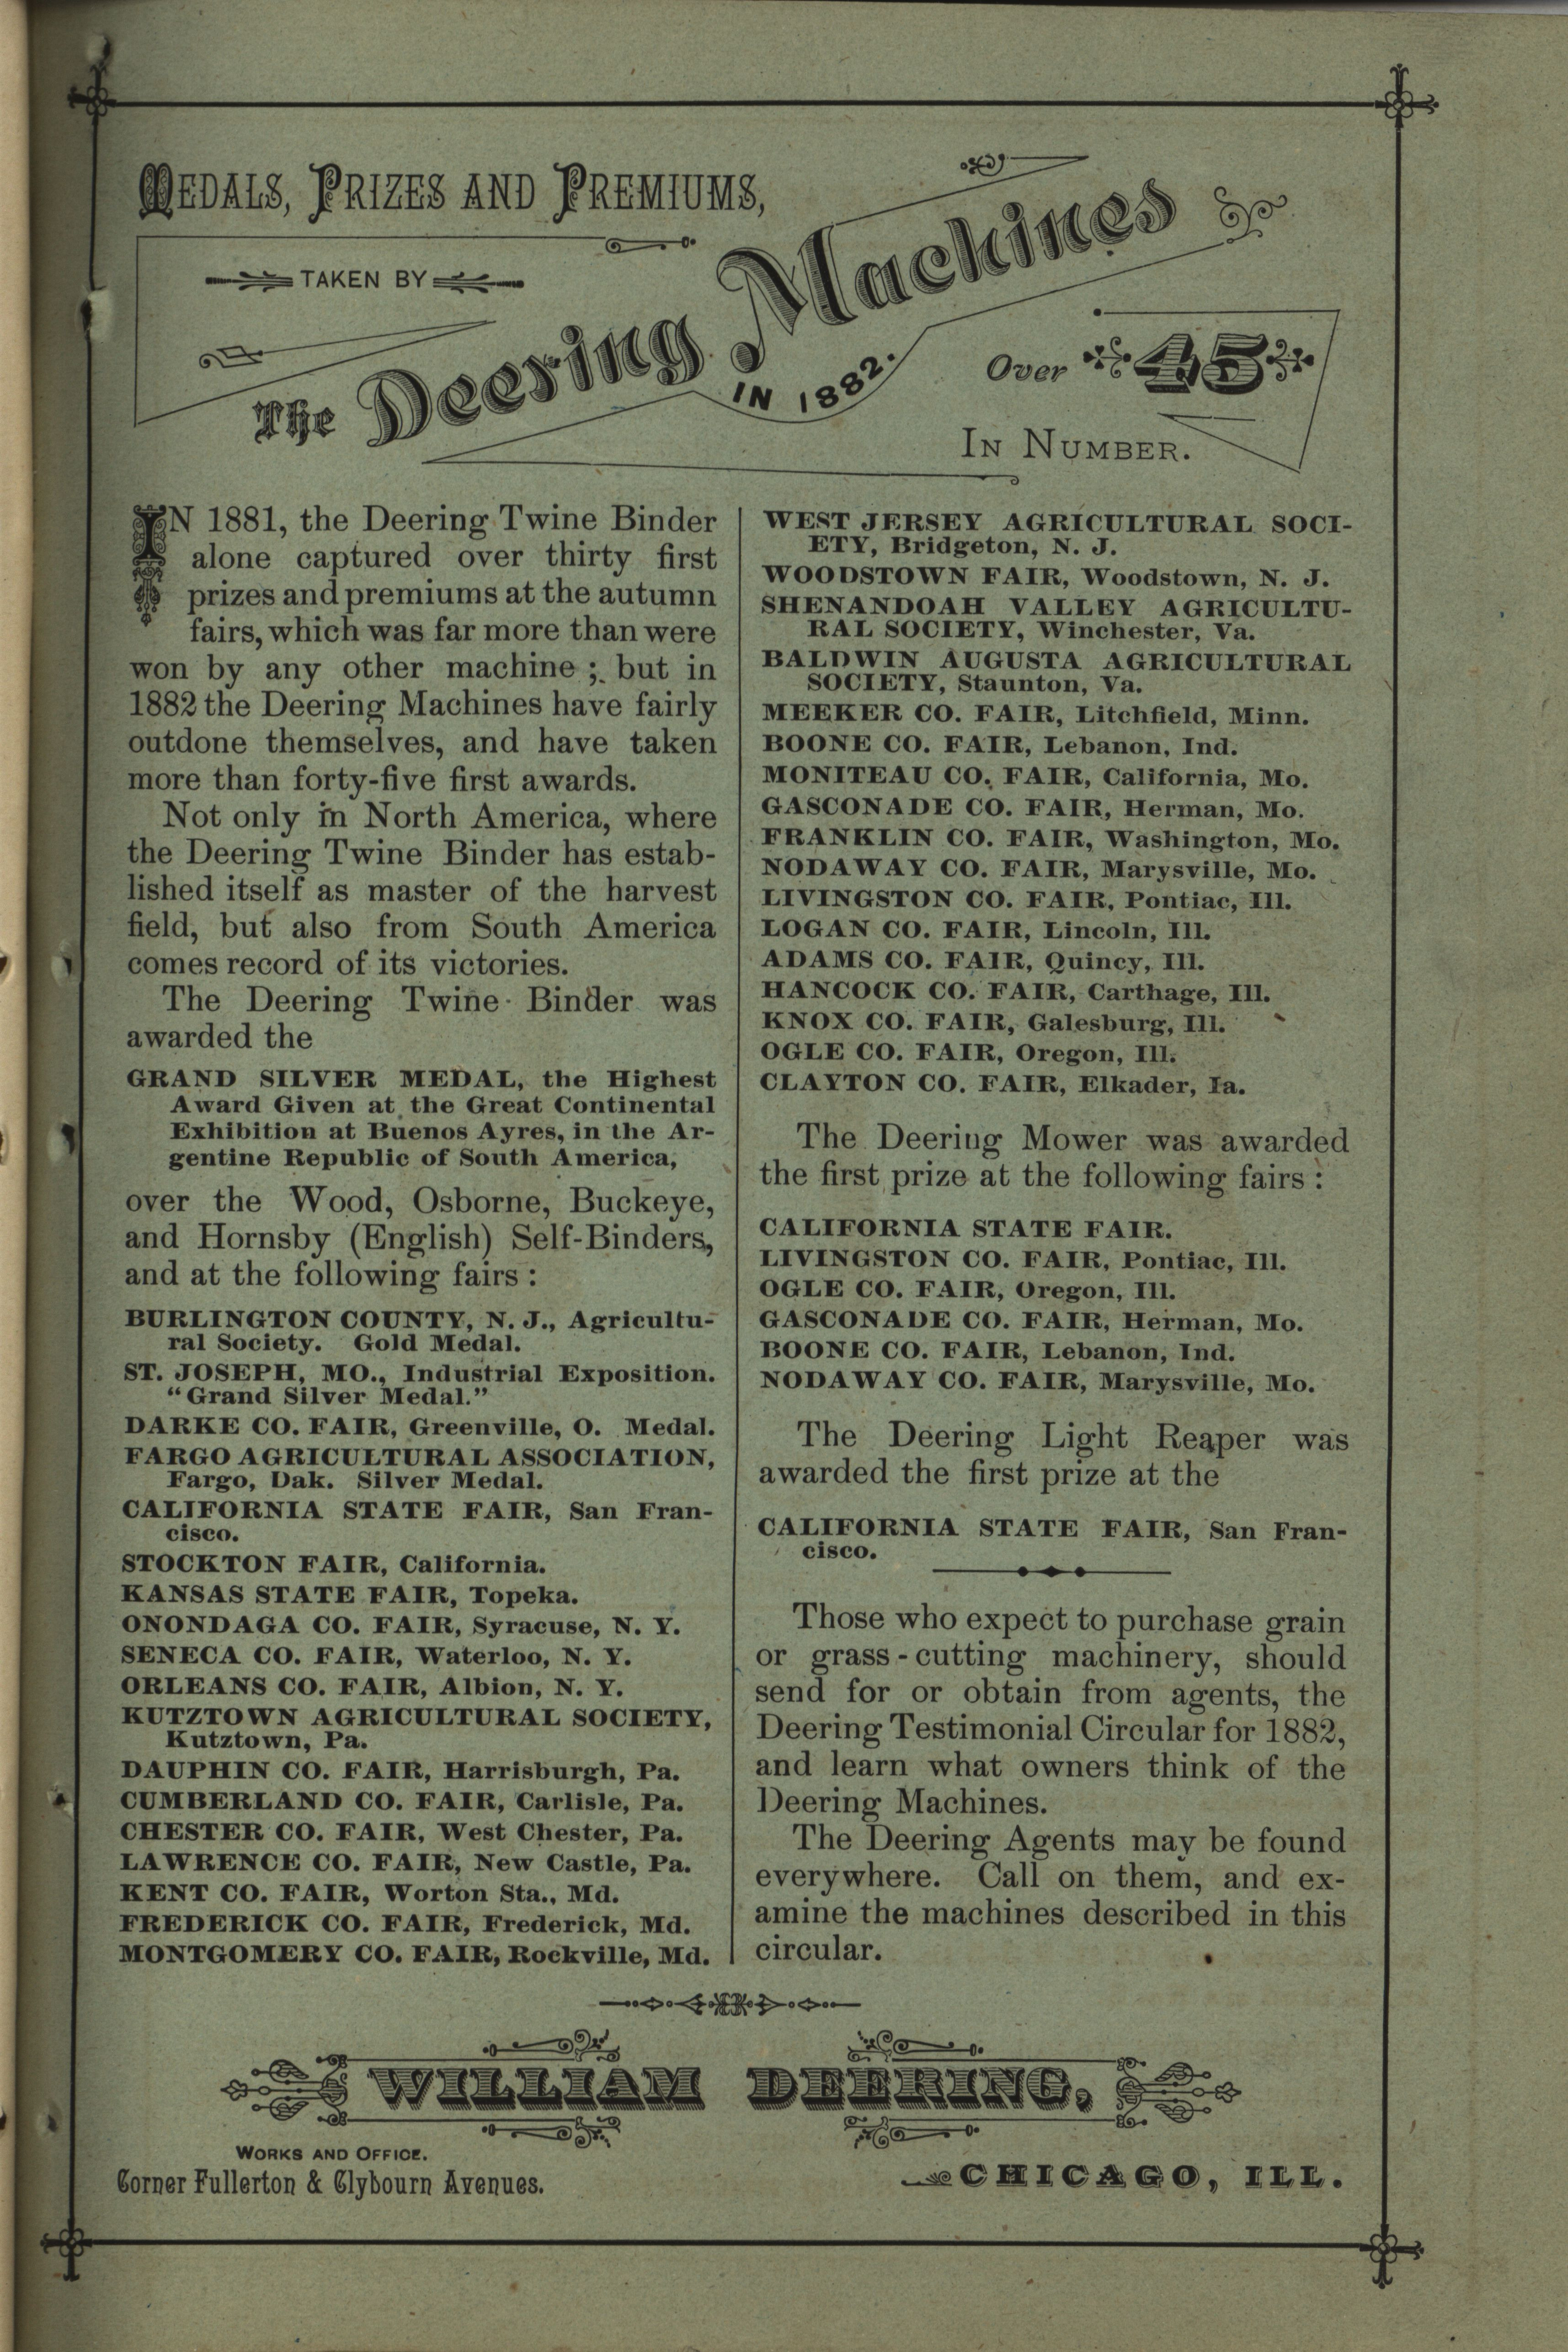 MEDALS, PRIZES AND PREMIUMS,
TAKEN BY
The Deering Machines
IN 1882.
Over 45
IN NUMBER.
IN 1881, the Deering Twine Binder
alone captured over thirty first
prizes and premiums at the autumn
fairs, which was far more than were
won by any other machine; but in
1882 the Deering Machines have fairly
outdone themselves, and have taken
more than forty-five first awards.
Not only in North America, where
the Deering Twine Binder has estab-
lished itself as master of the harvest
field, but also from South America
comes record of its victories.
The Deering Twine Binder was
awarded the
GRAND SILVER MEDAL, the Highest
Award Given at the Great Continental
Exhibition at Buenos Ayres, in the Ar-
gentine Republic of South America,
over the Wood, Osborne, Buckeye,
and Hornsby (English) Self-Binders,
and at the following fairs:
BURLINGTON COUNTY, N. J., Agricultu-
ral Society. Gold Medal.
ST. JOSEPH, MO., Industrial Exposition.
"Grand Silver Medal."
DARKE CO. FAIR, Greenville, O. Medal.
FARGO AGRICULTURAL ASSOCIATION,
Fargo, Dak. Silver Medal.
CALIFORNIA STATE FAIR, San Fran-
cisco.
STOCKTON FAIR, California.
KANSAS STATE FAIR, Topeka.
ONONDAGA CO. FAIR, Syracuse, N. Y.
SENECA CO. FAIR, Waterloo, N. Y.
ORLEANS CO. FAIR, Albion, N. Y.
KUTZTOWN AGRICULTURAL SOCIETY,
Kutztown, Pa.
DAUPHIN CO. FAIR, Harrisburgh, Pa.
CUMBERLAND CO. FAIR, Carlisle, Pa.
CHESTER CO. FAIR, West Chester, Pa.
LAWRENCE CO. FAIR, New Castle, Pa.
KENT CO. FAIR, Worton Sta., Md.
FREDERICK CO. FAIR, Frederick, Md.
MONTGOMERY CO. FAIR, Rockville, Md.
WEST JERSEY AGRICULTURAL SOCI-
ETY, Bridgeton, N. J.
WOODSTOWN FAIR, Woodstown, N. J.
SHENANDOAH VALLEY AGRICULTU-
RAL SOCIETY, Winchester, Va.
BALDWIN AUGUSTA AGRICULTURAL
SOCIETY, Staunton, Va.
MEEKER CO. FAIR, Litchfield, Minn.
BOONE CO. FAIR, Lebanon, Ind.
MONITEAU CO. FAIR, California, Mo.
GASCONADE CO. FAIR, Herman, Mo.
FRANKLIN CO. FAIR, Washington, Mo.
NODAWAY CO. FAIR, Marysville, Mo.
LIVINGSTON CO. FAIR, Pontiac, Ill.
LOGAN CO. FAIR, Lincoln, Ill.
ADAMS CO. FAIR, Quincy, Ill.
HANCOCK CO. FAIR, Carthage, Ill.
KNOX CO. FAIR, Galesburg, Ill.
OGLE CO. FAIR, Oregon, Ill.
CLAYTON CO. FAIR, Elkader, Ia.
The Deering Mower was awarded
the first prize at the following fairs:
CALIFORNIA STATE FAIR.
LIVINGSTON CO. FAIR, Pontiac, Ill.
OGLE CO. FAIR, Oregon, Ill.
GASCONADE CO. FAIR, Herman, Mo.
BOONE CO. FAIR, Lebanon, Ind.
NODAWAY CO. FAIR, Marysville, Mo.
The Deering Light Reaper was
awarded the first prize at the
CALIFORNIA STATE FAIR, San Fran-
cisco.
Those who expect to purchase grain
or grass-cutting machinery, should
send for or obtain from agents, the
Deering Testimonial Circular for 1882,
and learn what owners think of the
Deering Machines.
The Deering Agents may be found
everywhere. Call on them, and ex-
amine the machines described in this
circular.
WILLIAM DEERING,
WORKS AND OFFICE.
Corner Fullerton & Clybourn Avenues.
CHICAGO, ILL.